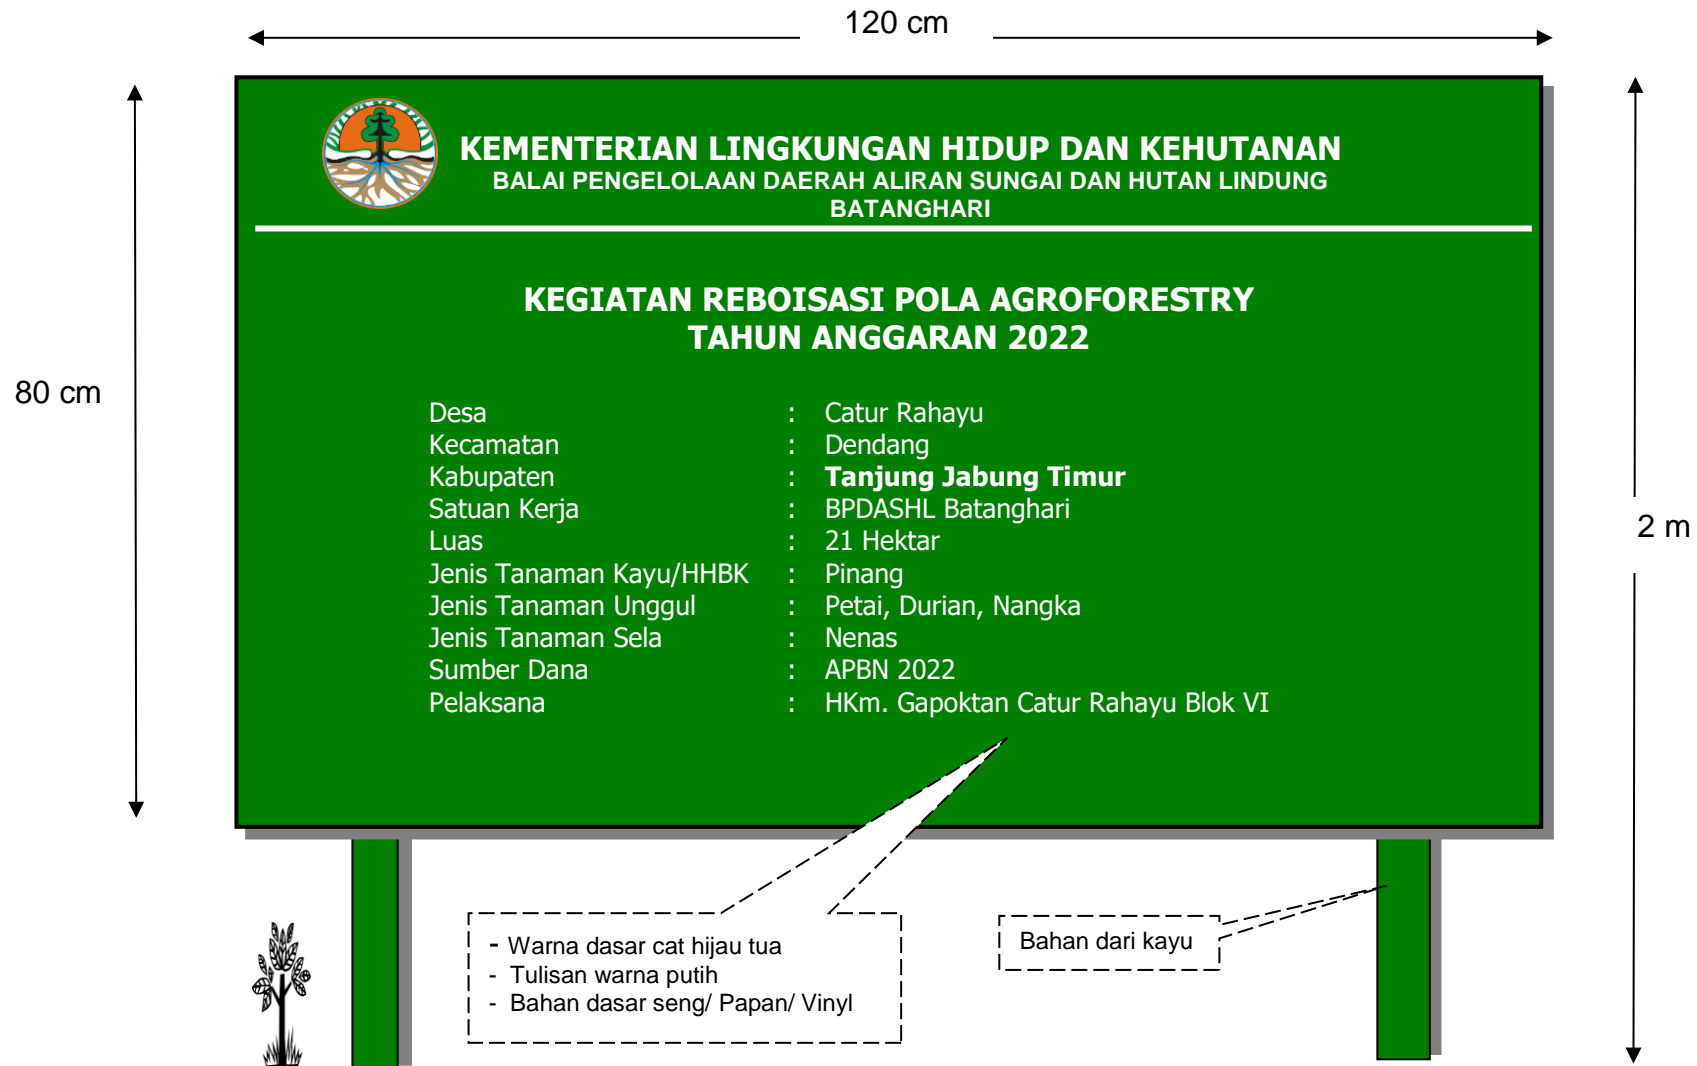 120 cm
KEMENTERIAN LINGKUNGAN HIDUP DAN KEHUTANAN
BALAI PENGELOLAAN DAERAH ALIRAN SUNGAI DAN HUTAN LINDUNG
BATANGHARI
KEGIATAN REBOISASI POLA AGROFORESTRY
TAHUN ANGGARAN 2022
80 cm
Desa : Catur Rahayu
Kecamatan : Dendang
Kabupaten : Tanjung Jabung Timur
Satuan Kerja : BPDASHL Batanghari
Luas : 21 Hektar
2 m
Jenis Tanaman Kayu/HHBK : Pinang
Jenis Tanaman Unggul : Petai, Durian, Nangka
Jenis Tanaman Sela : Nenas
Sumber Dana : APBN 2022
Pelaksana : HKm. Gapoktan Catur Rahayu Blok VI
- Warna dasar cat hijau tua
- Tulisan warna putih
- Bahan dasar seng/ Papan/ Vinyl
Bahan dari kayu